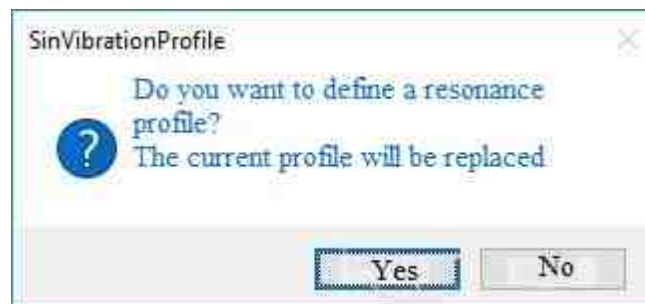 SinVibrationProfile
Do you want to define a resonance
profile?
The current profile will be replaced
Yes
No